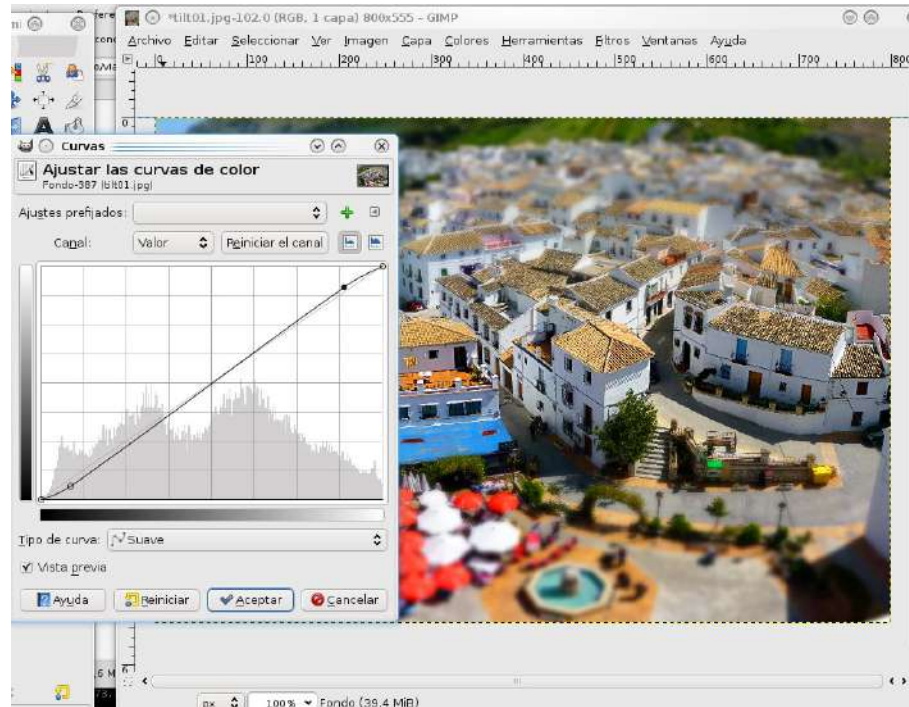 *tilt01.jpg-102.0 (RGB, 1 capa) 800x555 – GIMP
Archivo Editar Seleccionar Ver Imagen Capa Colores Herramientas Filtros Ventanas Ayuda
0 100 200 300 400 500 600 700 800
0
Curvas
Ajustar las curvas de color
Fondo-387 (tilt01.jpg)
Ajustes prefijados:
Canal: Valor Reiniciar el canal
Tipo de curva: Suave
Vista previa
Ayuda Reiniciar Aceptar Cancelar
px 100 % Fondo (39,4 MiB)